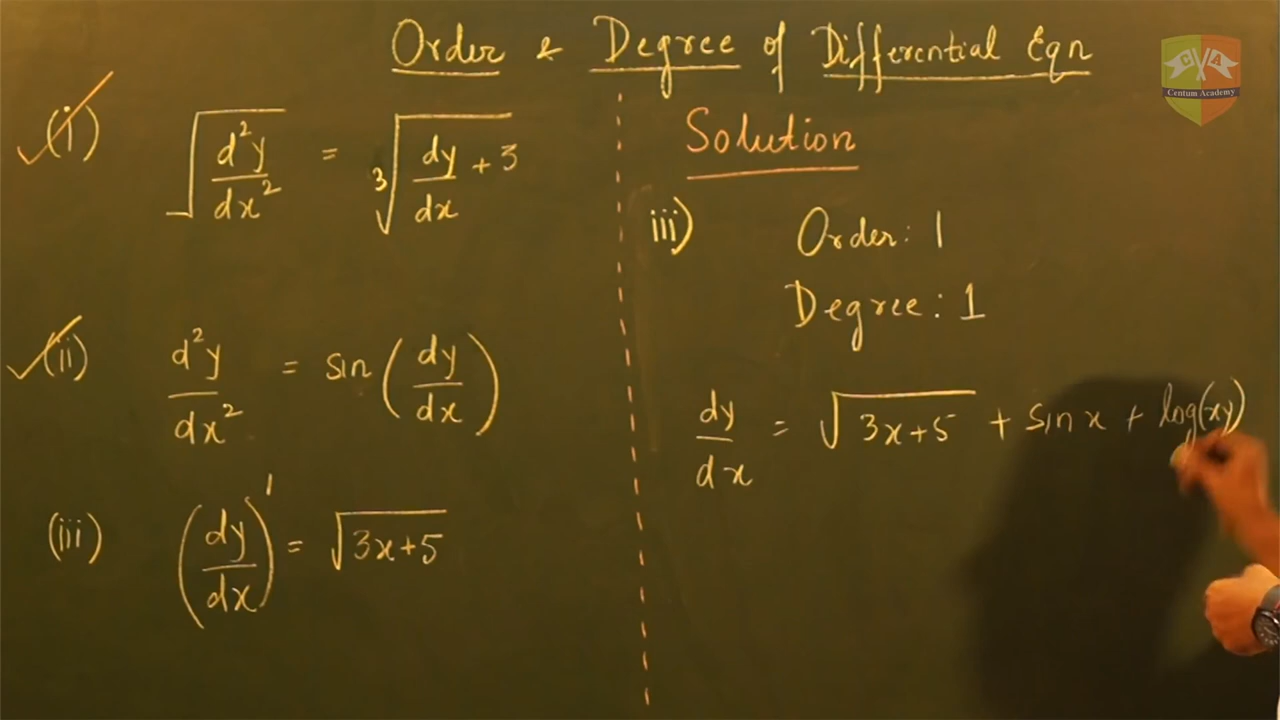 Order & Degree of Differential Eqn
C A
Centum Academy
(i) √(d²y/dx²) = ∛(dy/dx + 3)
(ii) d²y/dx² = sin(dy/dx)
(iii) (dy/dx)¹ = √(3x+5)
Solution
iii) Order: 1
Degree: 1
dy/dx = √(3x+5) + sin x + log(xy)